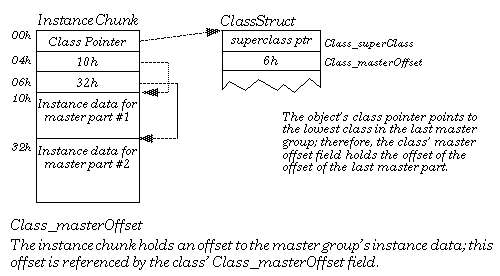 InstanceChunk
ClassStruct
00h
Class Pointer
superclass ptr
Class_superClass
04h
10h
6h
Class_masterOffset
06h
32h
10h
Instance data for
master part #1
The object's class pointer points
to the lowest class in the last master
group; therefore, the class' master
offset field holds the offset of the
offset of the last master part.
32h
Instance data for
master part #2
Class_masterOffset
The instance chunk holds an offset to the master group's instance data; this
offset is referenced by the class' Class_masterOffset field.